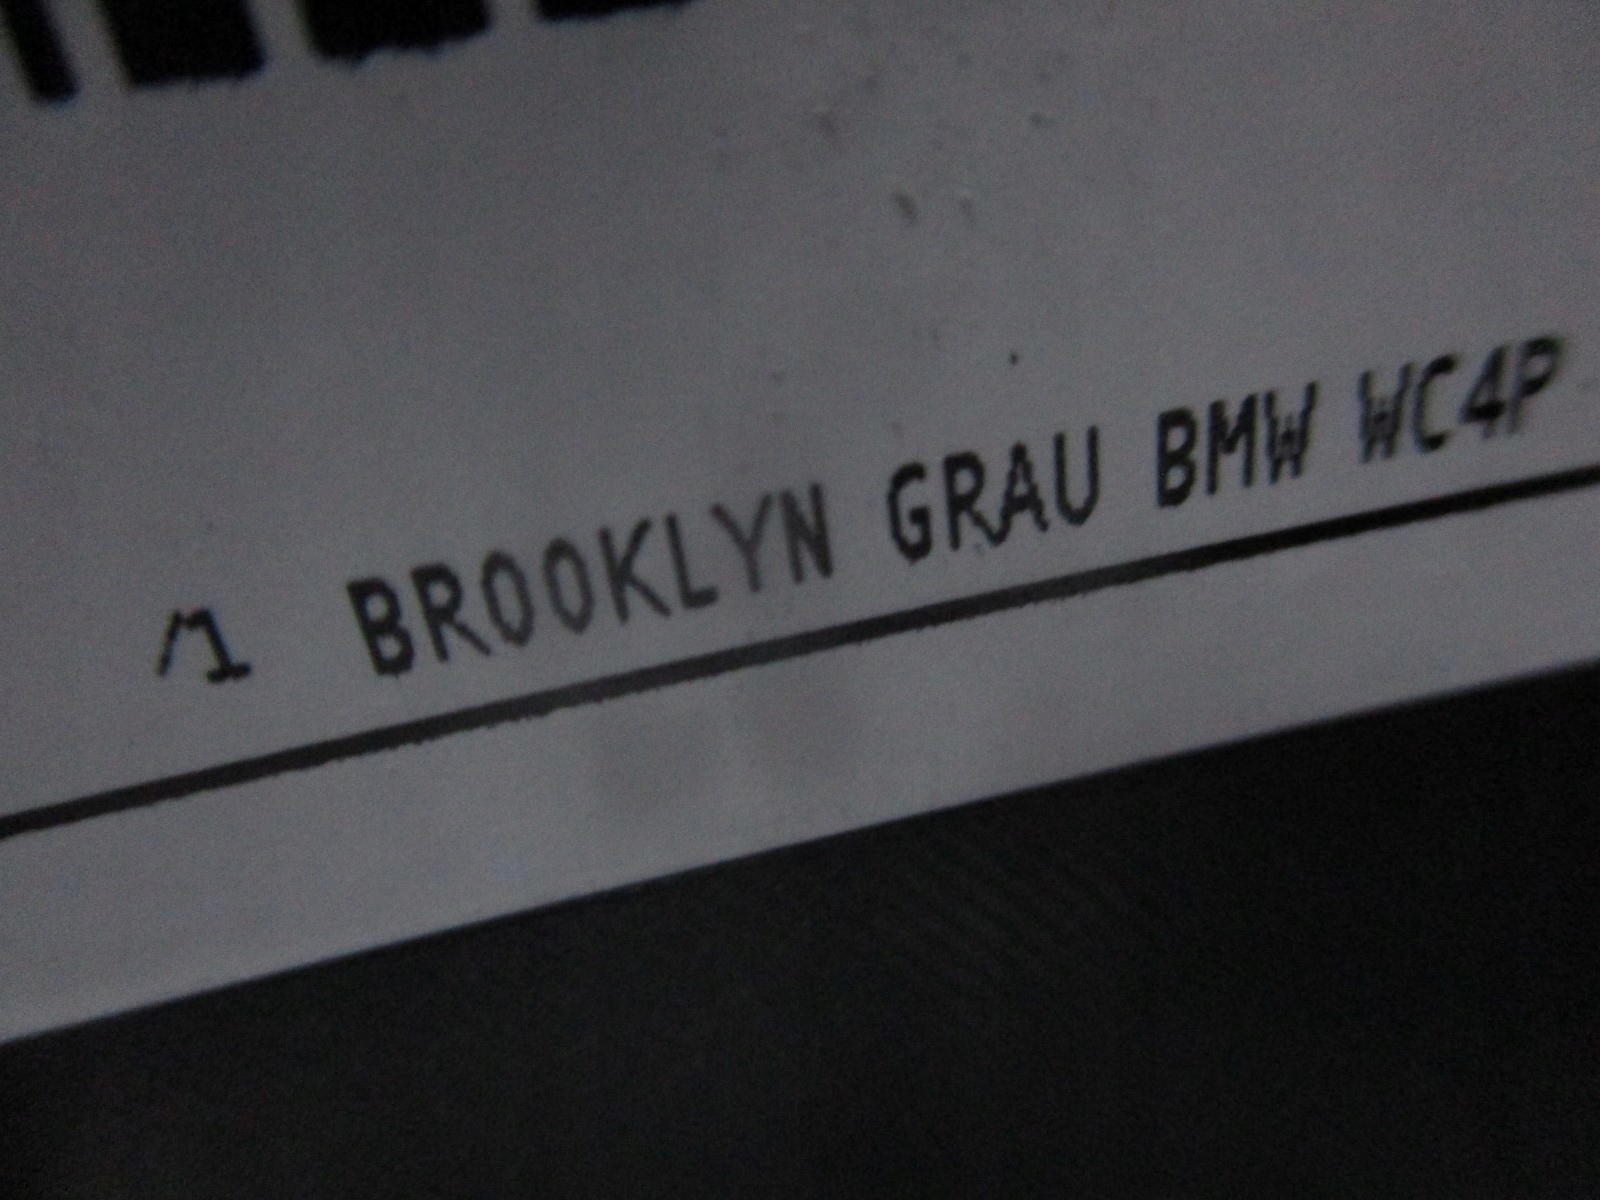 /1 BROOKLYN GRAU BMW WC4P